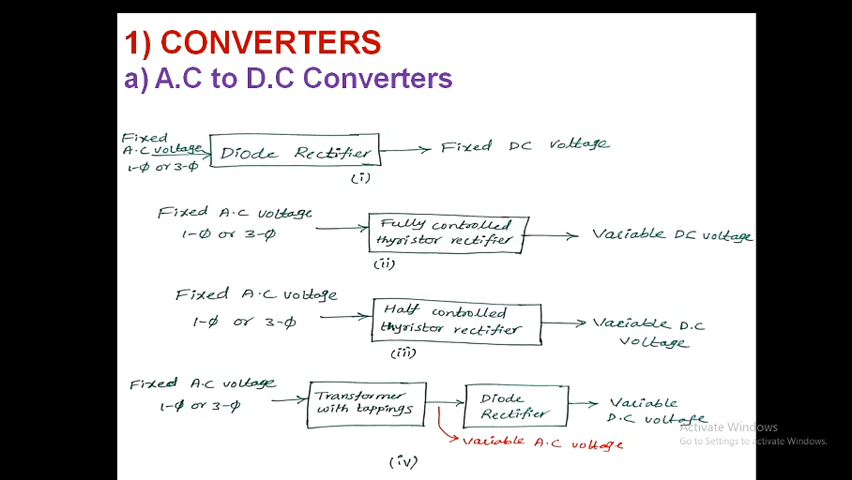 1) CONVERTERS
a) A.C to D.C Converters
Fixed
A.C voltage
1-Φ or 3-Φ
Diode Rectifier
Fixed DC voltage
(i)
Fixed A.C voltage
1-Φ or 3-Φ
Fully controlled
thyristor rectifier
Variable DC voltage
(ii)
Fixed A.C voltage
1-Φ or 3-Φ
Half controlled
thyristor rectifier
Variable D.C
voltage
(iii)
Fixed A.C voltage
1-Φ or 3-Φ
Transformer
with tappings
Diode
Rectifier
Variable
D.C voltage
variable A.C voltage
(iv)
Activate Windows
Go to Settings to activate Windows.